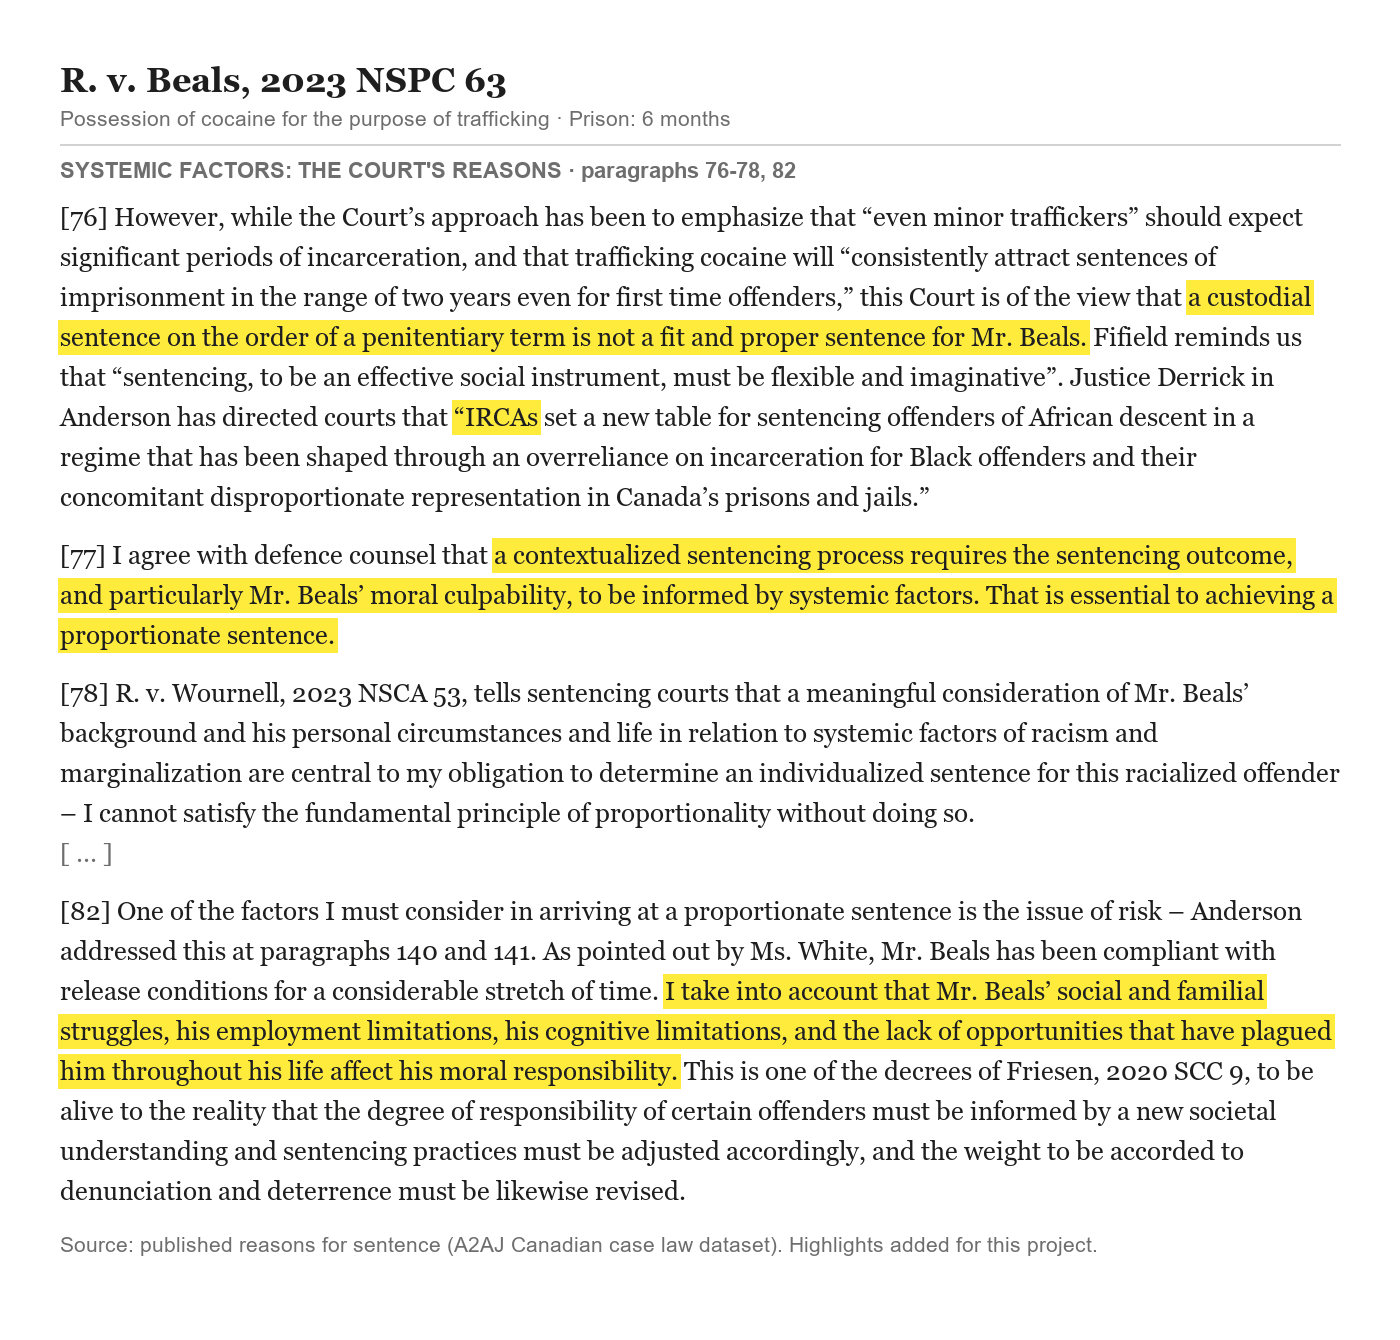 R. v. Beals, 2023 NSPC 63
Possession of cocaine for the purpose of trafficking · Prison: 6 months
SYSTEMIC FACTORS: THE COURT'S REASONS · paragraphs 76-78, 82
[76] However, while the Court’s approach has been to emphasize that “even minor traffickers” should expect
significant periods of incarceration, and that trafficking cocaine will “consistently attract sentences of
imprisonment in the range of two years even for first time offenders,” this Court is of the view that a custodial
sentence on the order of a penitentiary term is not a fit and proper sentence for Mr. Beals. Fifield reminds us
that “sentencing, to be an effective social instrument, must be flexible and imaginative”. Justice Derrick in
Anderson has directed courts that “IRCAs set a new table for sentencing offenders of African descent in a
regime that has been shaped through an overreliance on incarceration for Black offenders and their
concomitant disproportionate representation in Canada’s prisons and jails.”
[77] I agree with defence counsel that a contextualized sentencing process requires the sentencing outcome,
and particularly Mr. Beals’ moral culpability, to be informed by systemic factors. That is essential to achieving a
proportionate sentence.
[78] R. v. Wournell, 2023 NSCA 53, tells sentencing courts that a meaningful consideration of Mr. Beals’
background and his personal circumstances and life in relation to systemic factors of racism and
marginalization are central to my obligation to determine an individualized sentence for this racialized offender
– I cannot satisfy the fundamental principle of proportionality without doing so.
[ ... ]
[82] One of the factors I must consider in arriving at a proportionate sentence is the issue of risk – Anderson
addressed this at paragraphs 140 and 141. As pointed out by Ms. White, Mr. Beals has been compliant with
release conditions for a considerable stretch of time. I take into account that Mr. Beals’ social and familial
struggles, his employment limitations, his cognitive limitations, and the lack of opportunities that have plagued
him throughout his life affect his moral responsibility. This is one of the decrees of Friesen, 2020 SCC 9, to be
alive to the reality that the degree of responsibility of certain offenders must be informed by a new societal
understanding and sentencing practices must be adjusted accordingly, and the weight to be accorded to
denunciation and deterrence must be likewise revised.
Source: published reasons for sentence (A2AJ Canadian case law dataset). Highlights added for this project.